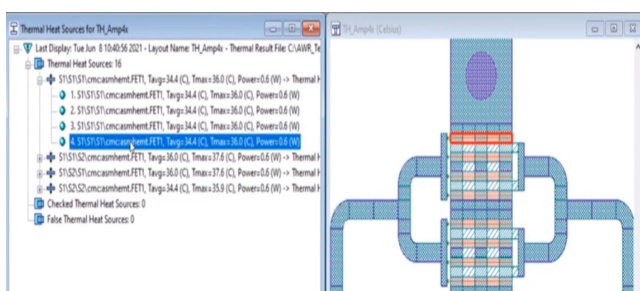 Thermal Heat Sources for TH_Amp4x
Last Display: Tue Jun 8 10:40:56 2021 - Layout Name: TH_Amp4x - Thermal Result File: C:\AWR_Te
Thermal Heat Sources: 16
S1\S1\S1\cmc:asmhemt.FET1, Tavg=34.4 (C), Tmax=36.0 (C), Power=0.6 (W) -> Thermal H
1. S1\S1\S1\cmc:asmhemt.FET1, Tavg=34.4 (C), Tmax=36.0 (C), Power=0.6 (W)
2. S1\S1\S1\cmc:asmhemt.FET1, Tavg=34.4 (C), Tmax=36.0 (C), Power=0.6 (W)
3. S1\S1\S1\cmc:asmhemt.FET1, Tavg=34.4 (C), Tmax=36.0 (C), Power=0.6 (W)
4. S1\S1\S1\cmc:asmhemt.FET1, Tavg=34.4 (C), Tmax=36.0 (C), Power=0.6 (W)
S1\S1\S2\cmc:asmhemt.FET1, Tavg=36.0 (C), Tmax=37.6 (C), Power=0.6 (W) -> Thermal H
S1\S2\S1\cmc:asmhemt.FET1, Tavg=36.0 (C), Tmax=37.6 (C), Power=0.6 (W) -> Thermal H
S1\S2\S2\cmc:asmhemt.FET1, Tavg=34.4 (C), Tmax=35.9 (C), Power=0.6 (W) -> Thermal H
Checked Thermal Heat Sources: 0
False Thermal Heat Sources: 0
TH_Amp4x (Celsius)